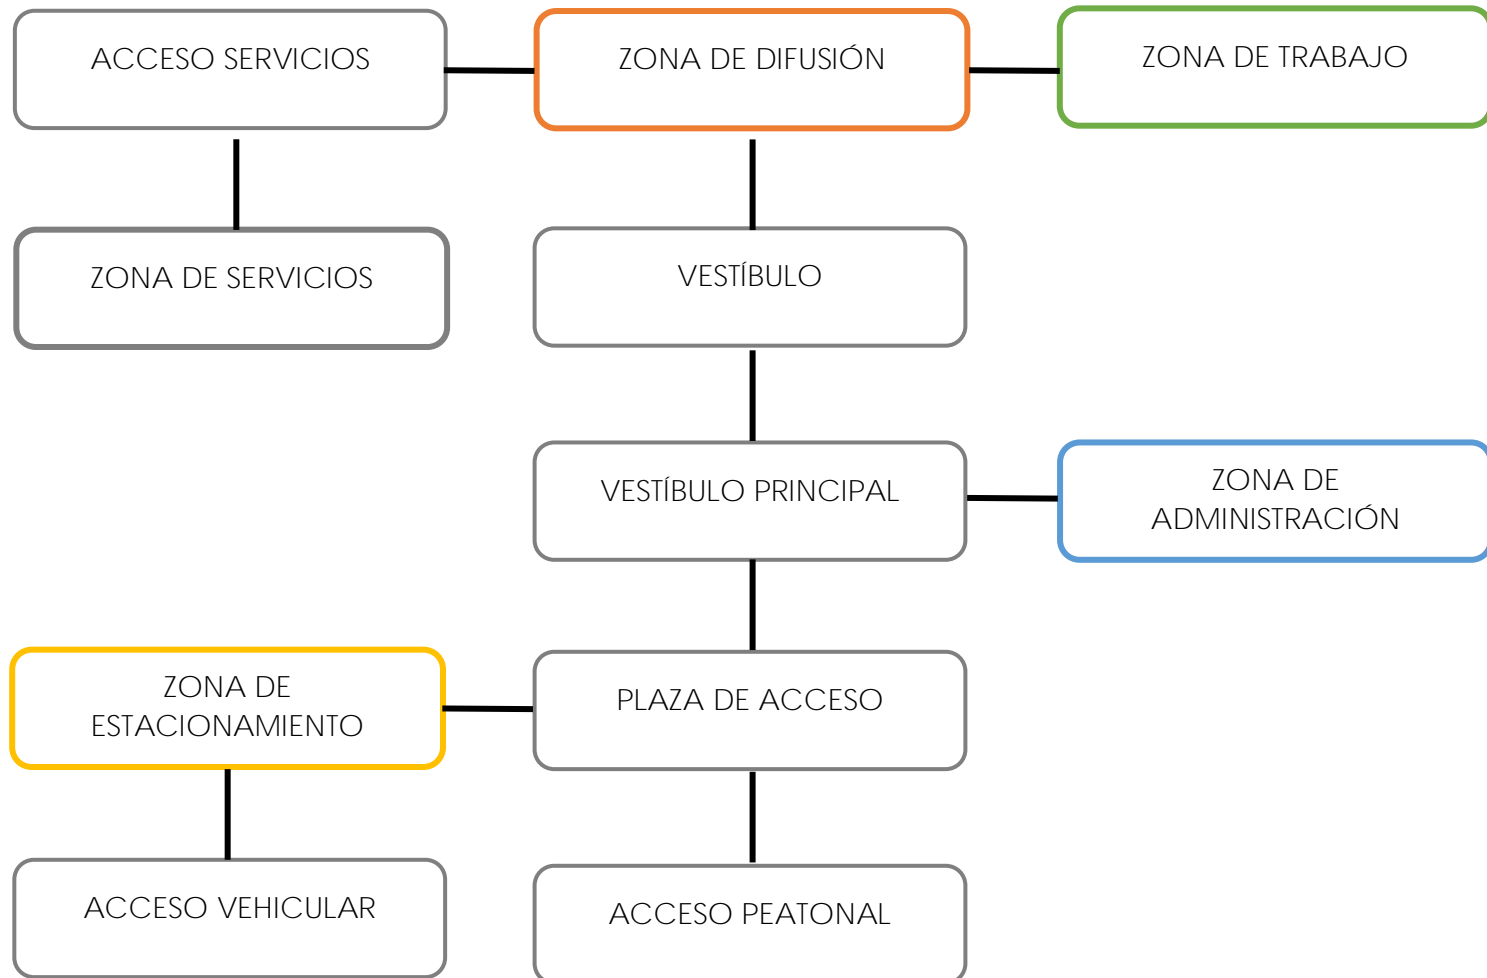 ACCESO SERVICIOS
ZONA DE DIFUSIÓN
ZONA DE TRABAJO
ZONA DE SERVICIOS
VESTÍBULO
VESTÍBULO PRINCIPAL
ZONA DE
ADMINISTRACIÓN
ZONA DE
ESTACIONAMIENTO
PLAZA DE ACCESO
ACCESO VEHICULAR
ACCESO PEATONAL